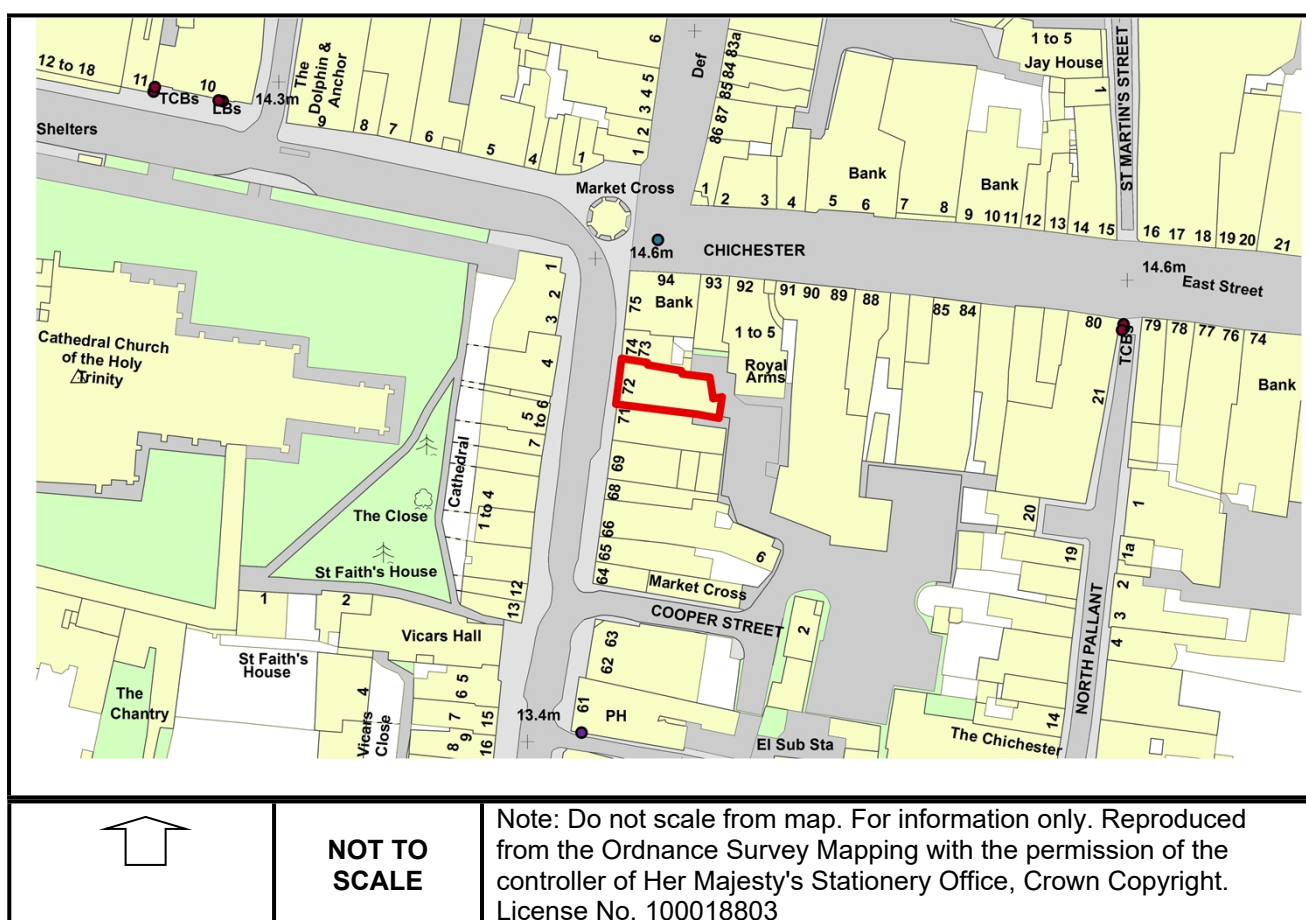 12 to 18
11
TCBs
10
LBs
14.3m
The
Dolphin &
Anchor
9
8
7
6
5
4
1
1
2
3
4
5
6
Def
83a
84
85
87
86
1 to 5
Jay House
1
ST MARTIN'S STREET
Shelters
Market Cross
1
2
3
4
5
6
Bank
7
8
Bank
9
10
11
12
13
14
15
16
17
18
19
20
21
14.6m
CHICHESTER
14.6m
East Street
Cathedral Church
of the Holy
Trinity
1
2
3
4
5
to 6
7
1 to 4
Cathedral
12
13
The Close
St Faith's House
94
Bank
75
93
92
91
90
89
88
85
84
80
TCBs
79
78
77
76
74
Bank
74
73
1 to 5
Royal
Arms
72
71
69
68
66
65
64
6
Market Cross
COOPER STREET
21
20
19
1
1a
2
3
4
NORTH PALLANT
14
1
2
Vicars Hall
St Faith's
House
The
Chantry
4
Vicars
Close
6
5
7
8
9
15
16
13.4m
63
62
61
PH
2
El Sub Sta
The Chichester
NOT TO
SCALE
Note: Do not scale from map. For information only. Reproduced
from the Ordnance Survey Mapping with the permission of the
controller of Her Majesty's Stationery Office, Crown Copyright.
License No. 100018803